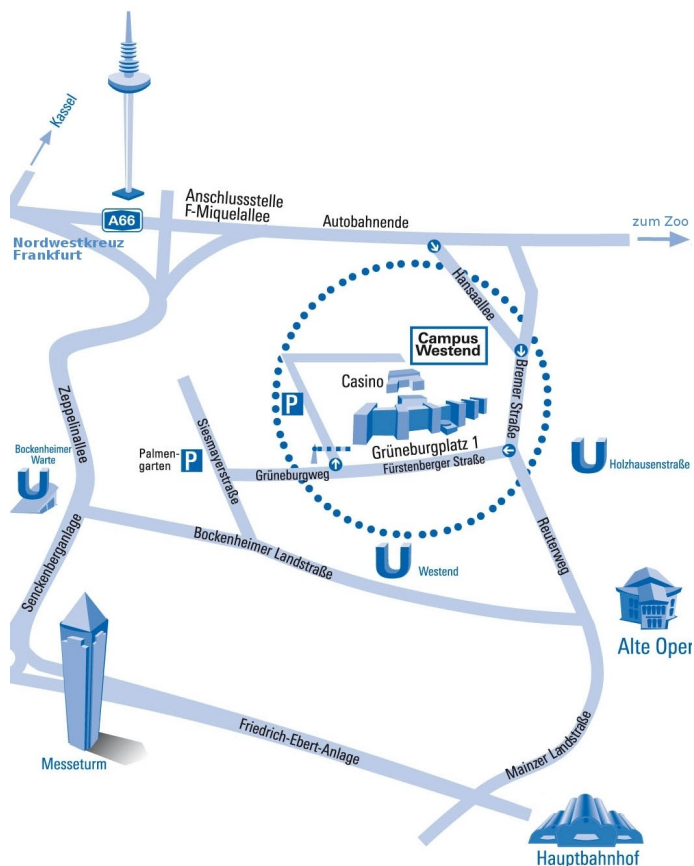 Kassel
Anschlussstelle
F-Miquelallee
A66
Autobahnende
zum Zoo
Nordwestkreuz
Frankfurt
Hansaallee
Campus
Westend
Casino
Bremer Straße
Zeppelinallee
Siesmayerstraße
P
Palmen-
garten
P
Grüneburgplatz 1
Grüneburgweg
Fürstenberger Straße
Bockenheimer
Warte
U
U
Holzhausenstraße
Senckenberganlage
Bockenheimer Landstraße
U
Westend
Reuterweg
Alte Oper
Messeturm
Friedrich-Ebert-Anlage
Mainzer Landstraße
Hauptbahnhof